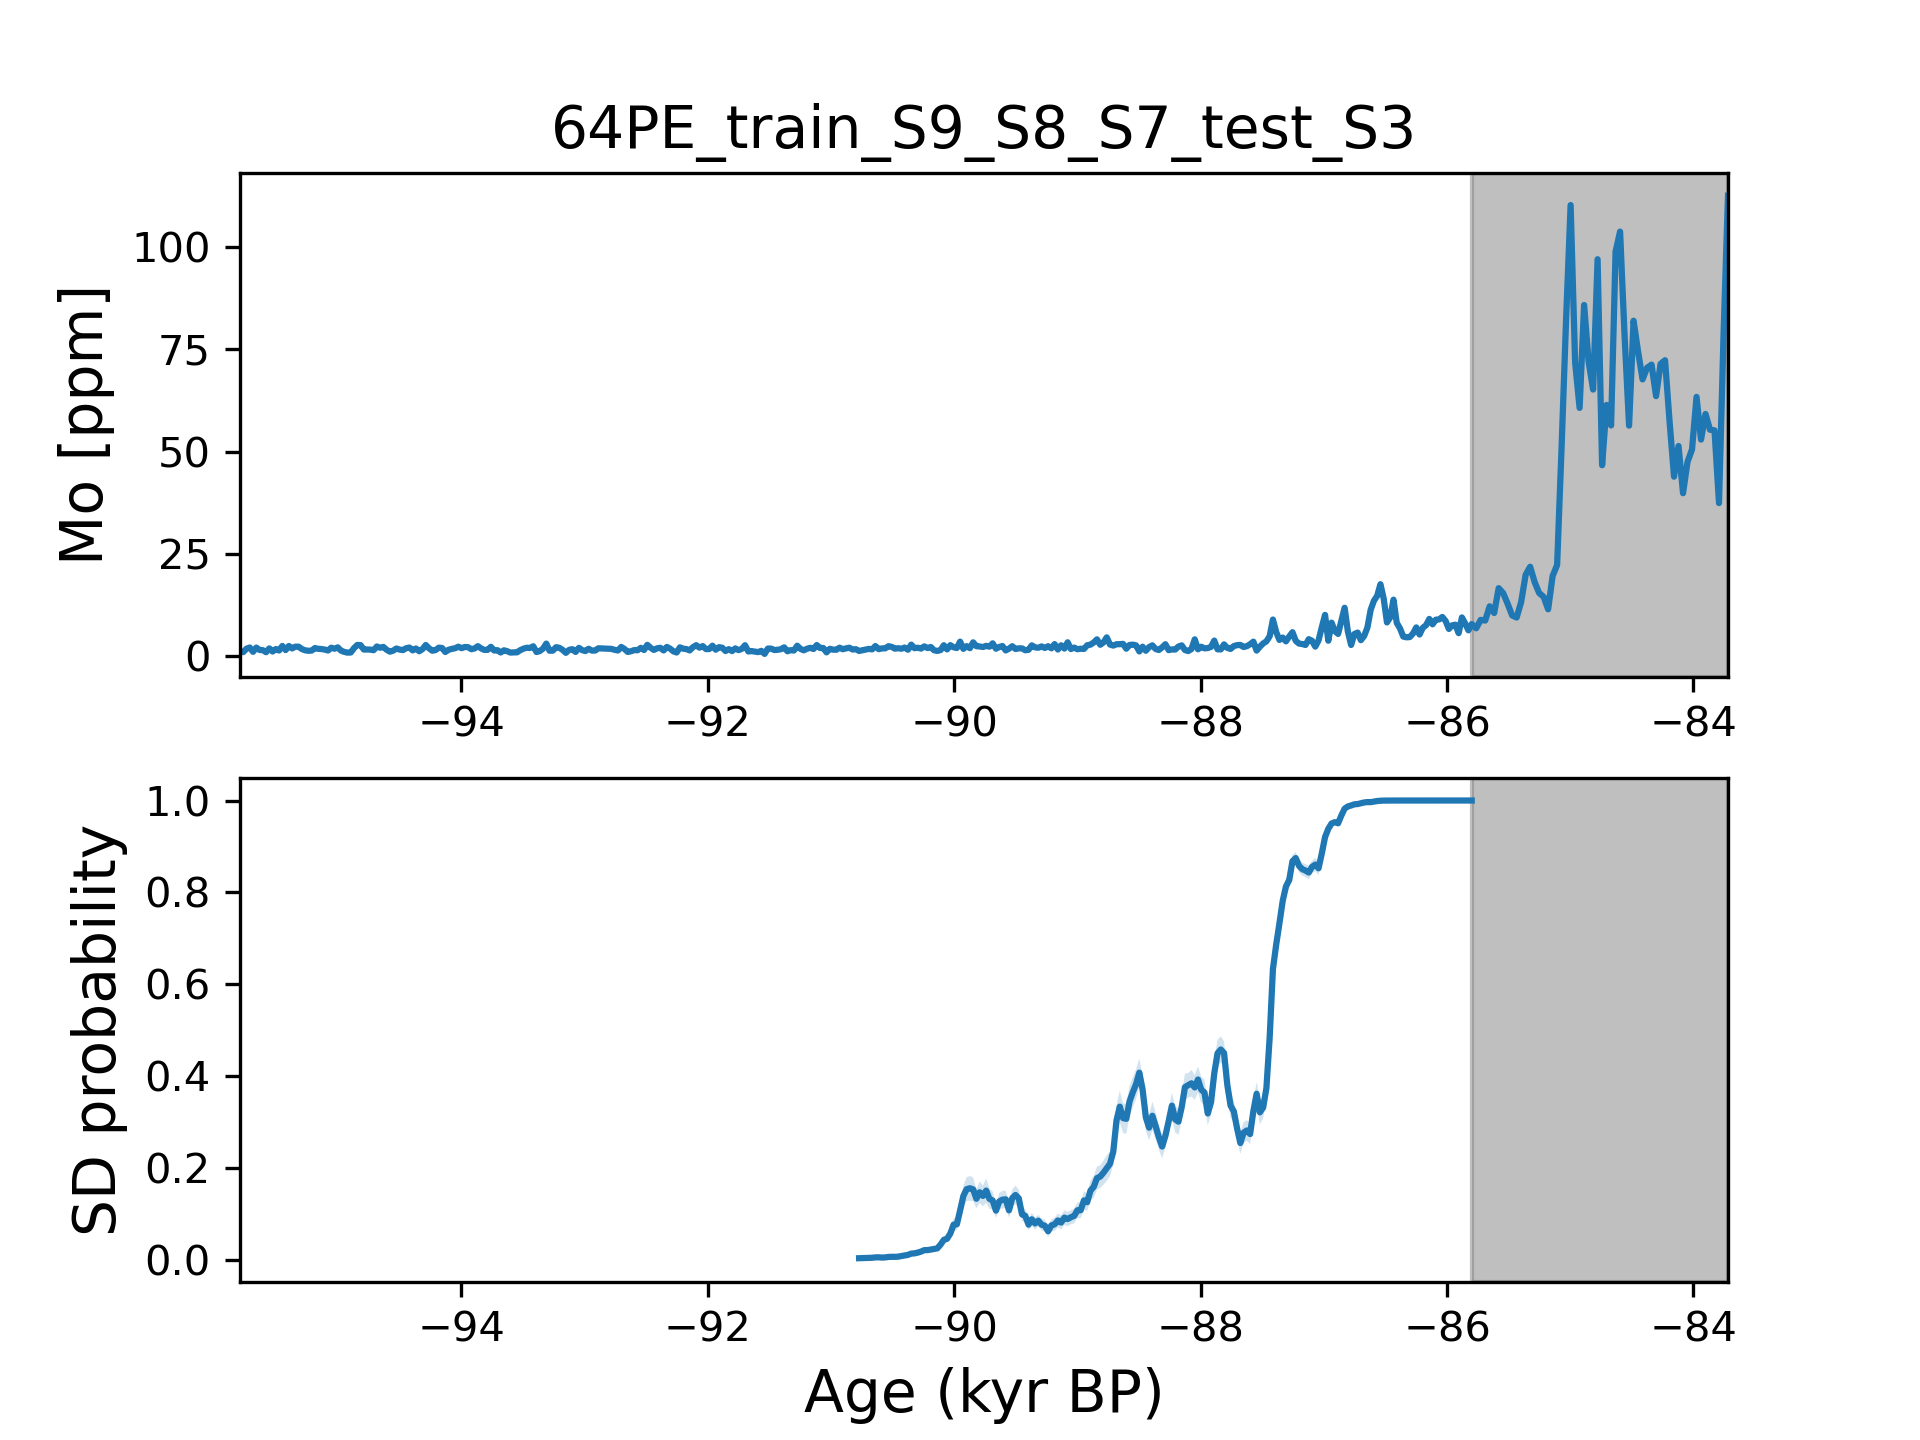 64PE_train_S9_S8_S7_test_S3
Mo [ppm]
100
75
50
25
0
−94 −92 −90 −88 −86 −84
SD probability
1.0
0.8
0.6
0.4
0.2
0.0
−94 −92 −90 −88 −86 −84
Age (kyr BP)